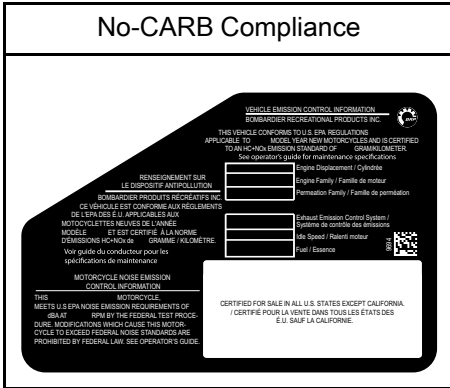 No-CARB Compliance
VEHICLE EMISSION CONTROL INFORMATION
BOMBARDIER RECREATIONAL PRODUCTS INC.
brp
THIS VEHICLE CONFORMS TO U.S. EPA REGULATIONS
APPLICABLE TO MODEL YEAR NEW MOTORCYCLES AND IS CERTIFIED
TO AN HC+NOx EMISSION STANDARD OF GRAM/KILOMETER.
See operator's guide for maintenance specifications
Engine Displacement / Cylindrée
Engine Family / Famille de moteur
Permeation Family / Famille de perméation
RENSEIGNEMENT SUR
LE DISPOSITIF ANTIPOLLUTION
BOMBARDIER PRODUITS RÉCRÉATIFS INC.
CE VÉHICULE EST CONFORME AUX RÉGLEMENTS
DE L'EPA DES É.U. APPLICABLES AUX
MOTOCYCLETTES NEUVES DE L'ANNÉE
MODÈLE ET EST CERTIFIÉ À LA NORME
D'ÉMISSIONS HC+NOx de GRAMME / KILOMÈTRE.
Voir guide du conducteur pour les
spécifications de maintenance
Exhaust Emission Control System /
Système de contrôle des émissions
Idle Speed / Ralenti moteur
Fuel / Essence
9894
MOTORCYCLE NOISE EMISSION
CONTROL INFORMATION
THIS MOTORCYCLE,
MEETS U.S EPA NOISE EMISSION REQUIREMENTS OF
dBA AT RPM BY THE FEDERAL TEST PROCE-
DURE. MODIFICATIONS WHICH CAUSE THIS MOTOR-
CYCLE TO EXCEED FEDERAL NOISE STANDARDS ARE
PROHIBITED BY FEDERAL LAW. SEE OPERATOR'S GUIDE.
CERTIFIED FOR SALE IN ALL U.S. STATES EXCEPT CALIFORNIA.
/ CERTIFIÉ POUR LA VENTE DANS TOUS LES ÉTATS DES
É.U. SAUF LA CALIFORNIE.